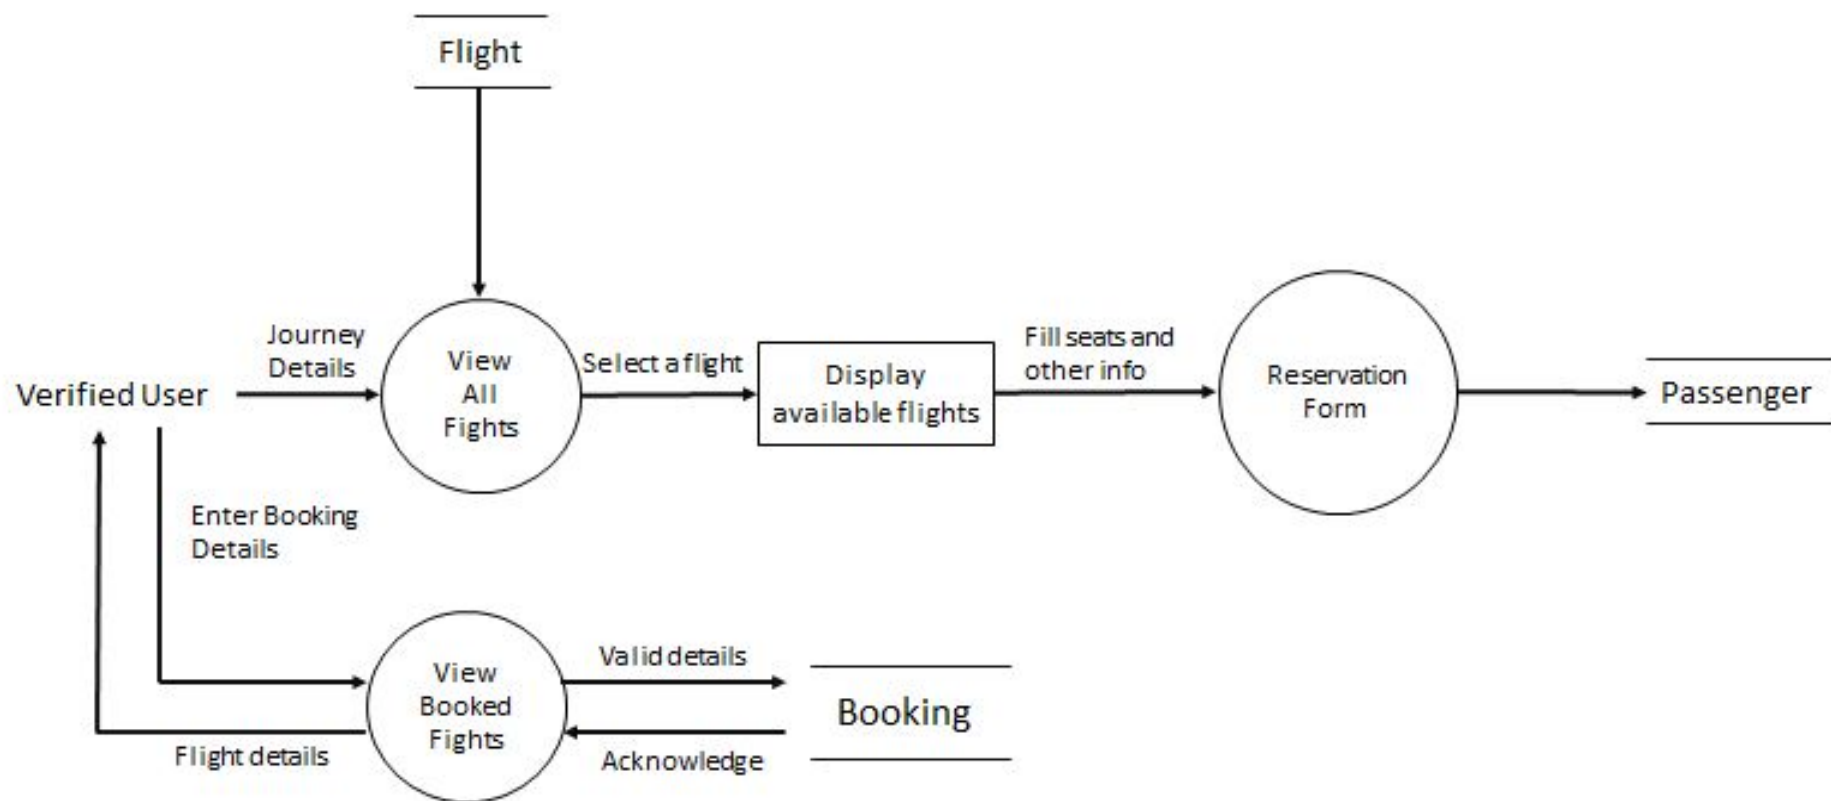 Flight
Journey
Details
View
All
Fights
Select a flight
Display
available flights
Fill seats and
other info
Reservation
Form
Passenger
Verified User
Enter Booking
Details
View
Booked
Fights
Valid details
Booking
Flight details
Acknowledge